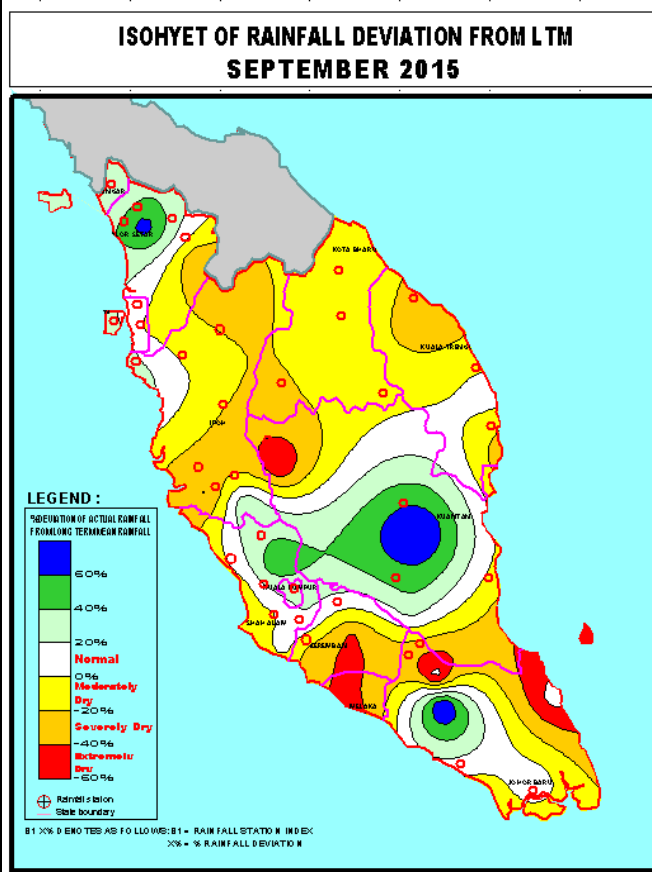 ISOHYET OF RAINFALL DEVIATION FROM LTM
SEPTEMBER 2015
KOTA BHARU
KUALA TRENG
IPOH
KUANTAN
KUALA LUMPUR
SHAH ALAM
SEREMBAN
MELAKA
JOHOR BARU
LEGEND :
%DEVIATION OF ACTUAL RAINFALL
FROM LONG TERM MEAN RAINFALL
60%
40%
20%
Normal
0%
Moderately
Dry
-20%
Severely Dry
-40%
Extremely
Dry
-60%
Rainfall station
State boundary
81 X% DENOTES AS FOLLOWS: 81 = RAINFALL STATION INDEX
X% = % RAINFALL DEVIATION